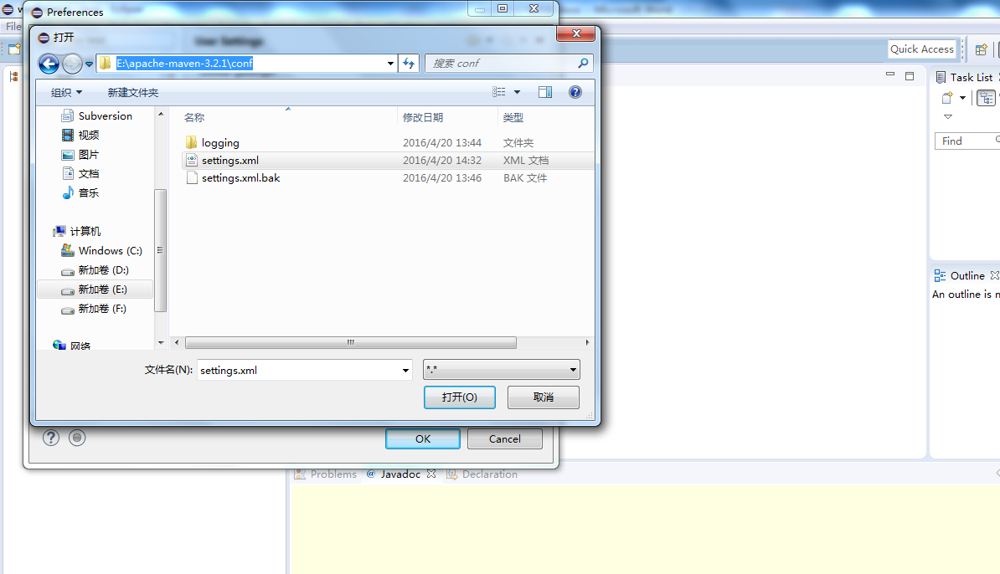 Preferences
File
打开
User Settings
Quick Access
E:\apache-maven-3.2.1\conf
搜索 conf
Task List
组织
新建文件夹
Subversion
视频
图片
文档
音乐
计算机
Windows (C:)
新加卷 (D:)
新加卷 (E:)
新加卷 (F:)
网络
名称
修改日期
类型
logging
2016/4/20 13:44
文件夹
settings.xml
2016/4/20 14:32
XML 文档
settings.xml.bak
2016/4/20 13:46
BAK 文件
Find
Outline
An outline is n
文件名(N):
settings.xml
*.*
打开(O)
取消
OK
Cancel
Problems
@ Javadoc
Declaration